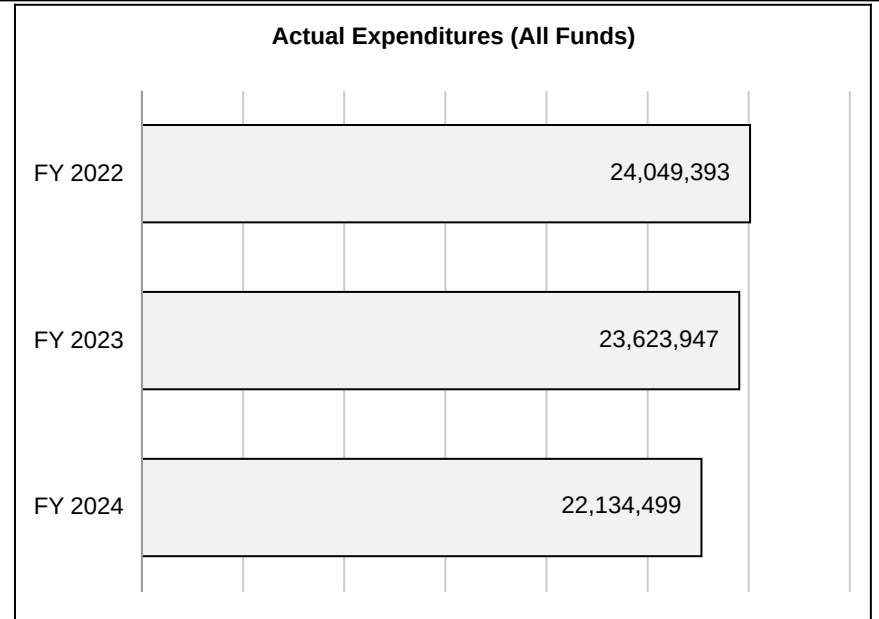 Actual Expenditures (All Funds)
FY 2022
24,049,393
FY 2023
23,623,947
FY 2024
22,134,499